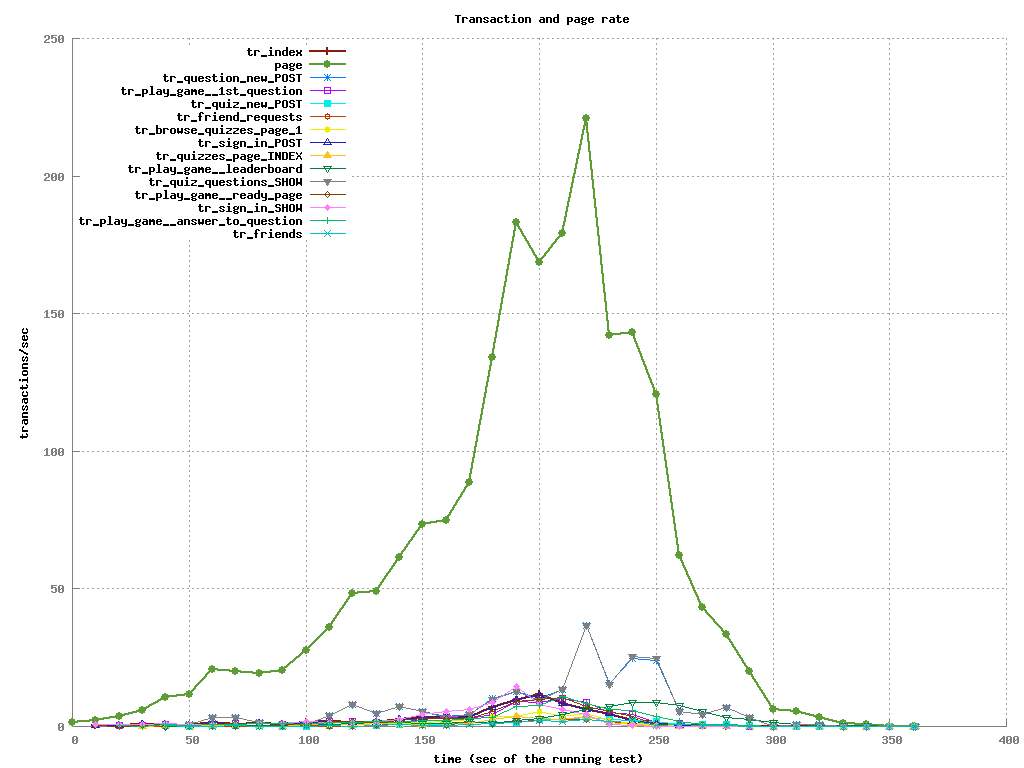 Transaction and page rate
250
200
150
100
50
0
transactions/sec
tr_index
page
tr_question_new_POST
tr_play_game__1st_question
tr_quiz_new_POST
tr_friend_requests
tr_browse_quizzes_page_1
tr_sign_in_POST
tr_quizzes_page_INDEX
tr_play_game__leaderboard
tr_quiz_questions_SHOW
tr_play_game__ready_page
tr_sign_in_SHOW
tr_play_game__answer_to_question
tr_friends
0 50 100 150 200 250 300 350 400
time (sec of the running test)